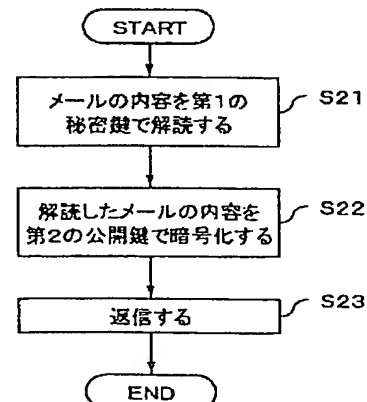 START
メールの内容を第1の
秘密鍵で解読する
S21
解読したメールの内容を
第2の公開鍵で暗号化する
S22
返信する
S23
END